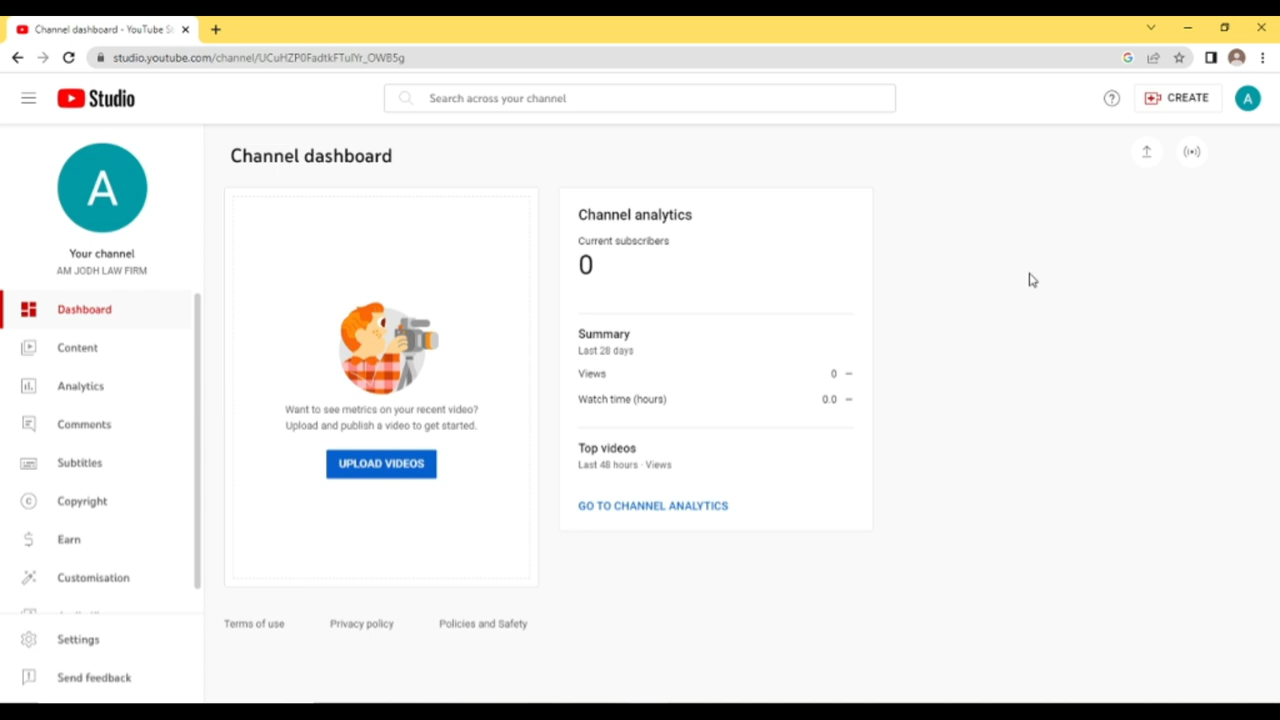 Channel dashboard - YouTube St
studio.youtube.com/channel/UCuHZP0FadtkFTulYr_OWB5g
Studio
Search across your channel
CREATE
A
A
Your channel
AM JODH LAW FIRM
Dashboard
Content
Analytics
Comments
Subtitles
Copyright
Earn
Customisation
Settings
Send feedback
Channel dashboard
Want to see metrics on your recent video?
Upload and publish a video to get started.
UPLOAD VIDEOS
Channel analytics
Current subscribers
0
Summary
Last 28 days
Views 0 —
Watch time (hours) 0.0 —
Top videos
Last 48 hours · Views
GO TO CHANNEL ANALYTICS
Terms of use Privacy policy Policies and Safety